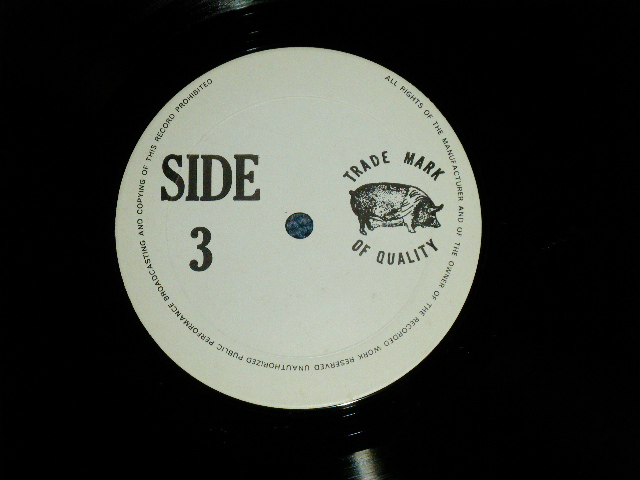 SIDE
3
TRADE MARK
OF QUALITY
ALL RIGHTS OF THE MANUFACTURER AND OF THE OWNER OF THE RECORDED WORK RESERVED UNAUTHORIZED PUBLIC PERFORMANCE BROADCASTING AND COPYING OF THIS RECORD PROHIBITED